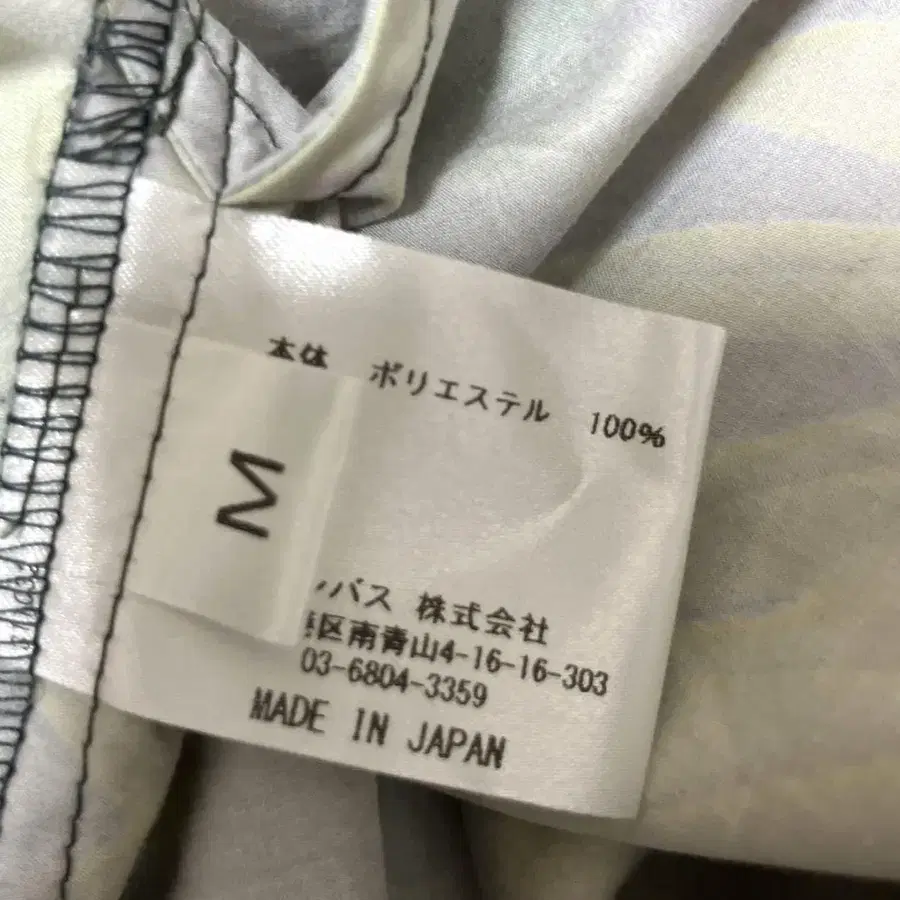 本体 ポリエステル 100%
M
バス 株式会社
区南青山4-16-16-303
03-6804-3359
MADE IN JAPAN